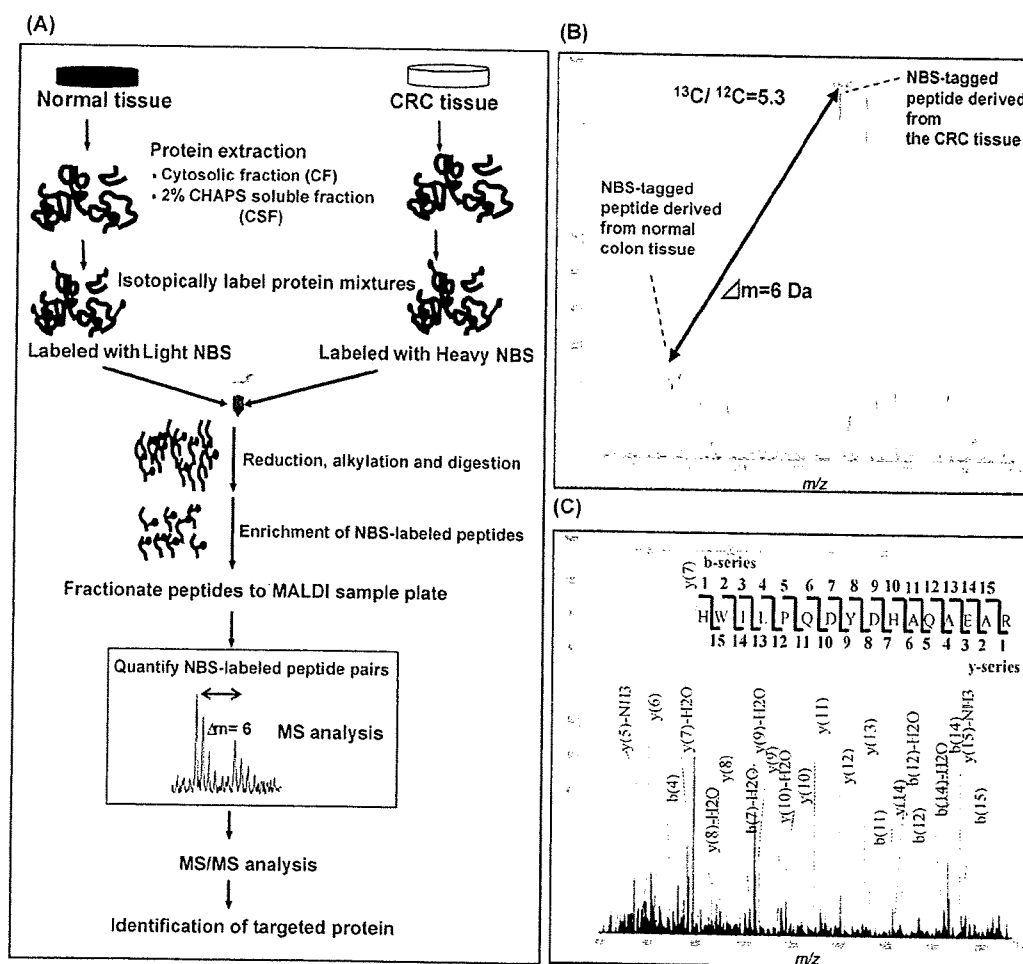 (A)
Normal tissue
CRC tissue
Protein extraction
• Cytosolic fraction (CF)
• 2% CHAPS soluble fraction
(CSF)
Isotopically label protein mixtures
Labeled with Light NBS
Labeled with Heavy NBS
Reduction, alkylation and digestion
Enrichment of NBS-labeled peptides
Fractionate peptides to MALDI sample plate
Quantify NBS-labeled peptide pairs
Δm= 6
MS analysis
MS/MS analysis
Identification of targeted protein
(B)
¹³C/ ¹²C=5.3
NBS-tagged
peptide derived
from
the CRC tissue
NBS-tagged
peptide derived
from normal
colon tissue
Δm=6 Da
m/z
(C)
b-series
1 2 3 4 5 6 7 8 9 10 11 12 13 14 15
H W I L P Q D Y D H A Q A E A R
15 14 13 12 11 10 9 8 7 6 5 4 3 2 1
y-series
y(7)
y(5)-NH3
y(6)
b(4)
y(7)-H2O
y(8)-H2O
y(8)
b(7)-H2O
y(9)-H2O
y(9)
y(10)-H2O
y(10)
y(11)
y(12)
y(13)
b(11)
y(14)
b(12)-H2O
b(12)
b(14)-H2O
b(14)
y(15)-NH3
b(15)
m/z